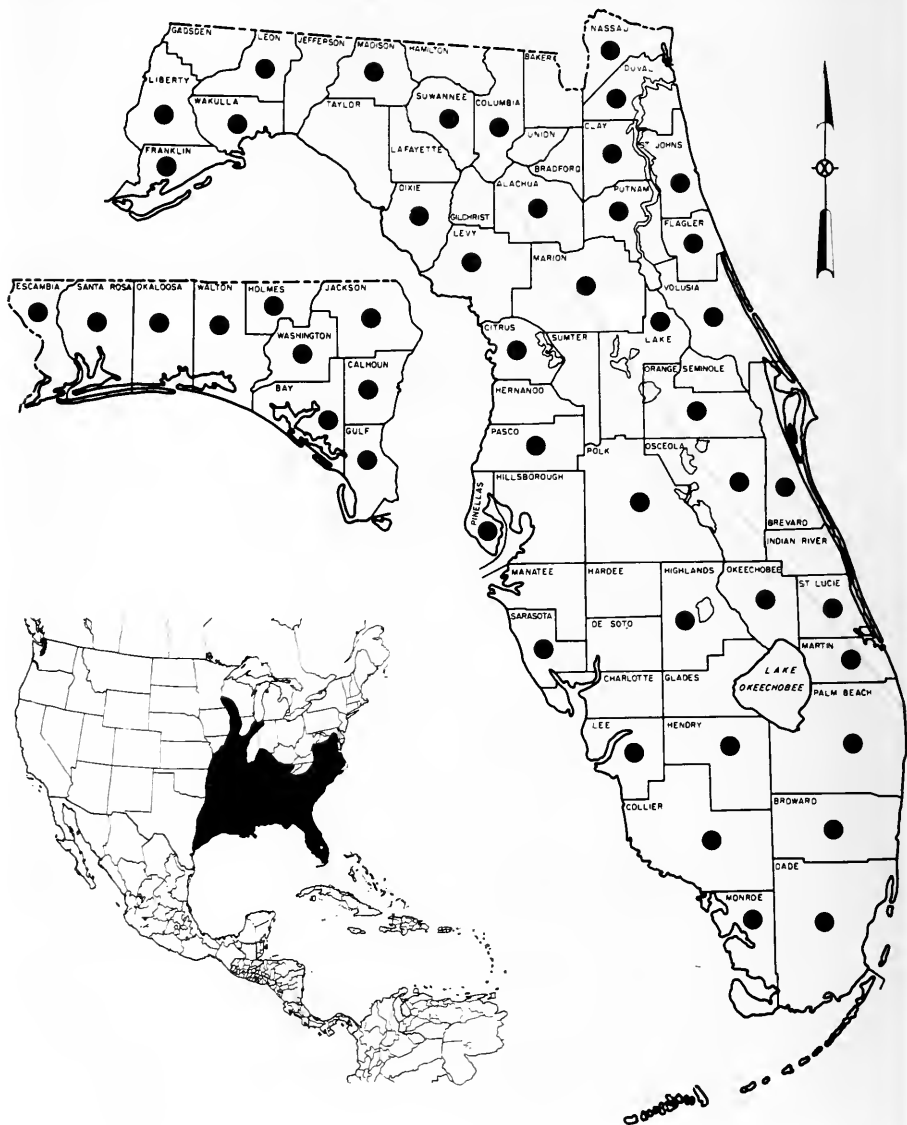 NASSAU
GADSDEN
LEON
JEFFERSON
MADISON
HAMILTON
BAKER
DUVAL
LIBERTY
WAKULLA
TAYLOR
SUWANNEE
COLUMBIA
UNION
CLAY
ST JOHNS
FRANKLIN
LAFAYETTE
BRADFORD
DIXIE
GILCHRIST
ALACHUA
PUTNAM
FLAGLER
LEVY
MARION
VOLUSIA
ESCAMBIA
SANTA ROSA
OKALOOSA
WALTON
HOLMES
JACKSON
WASHINGTON
CALHOUN
BAY
GULF
CITRUS
SUMTER
LAKE
HERNANDO
ORANGE
SEMINOLE
PASCO
POLK
OSCEOLA
PINELLAS
HILLSBOROUGH
BREVARD
INDIAN RIVER
MANATEE
HARDEE
HIGHLANDS
OKEECHOBEE
ST LUCIE
SARASOTA
DE SOTO
MARTIN
CHARLOTTE
GLADES
LAKE
OKEECHOBEE
PALM BEACH
LEE
HENDRY
COLLIER
BROWARD
DADE
MONROE